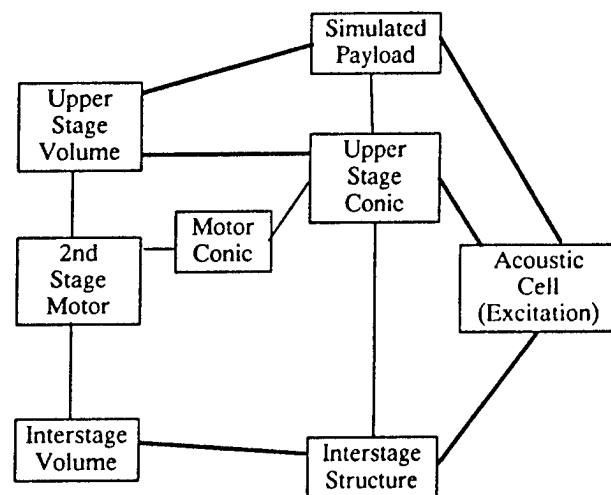 Simulated
Payload
Upper
Stage
Volume
Upper
Stage
Conic
Motor
Conic
2nd
Stage
Motor
Acoustic
Cell
(Excitation)
Interstage
Volume
Interstage
Structure